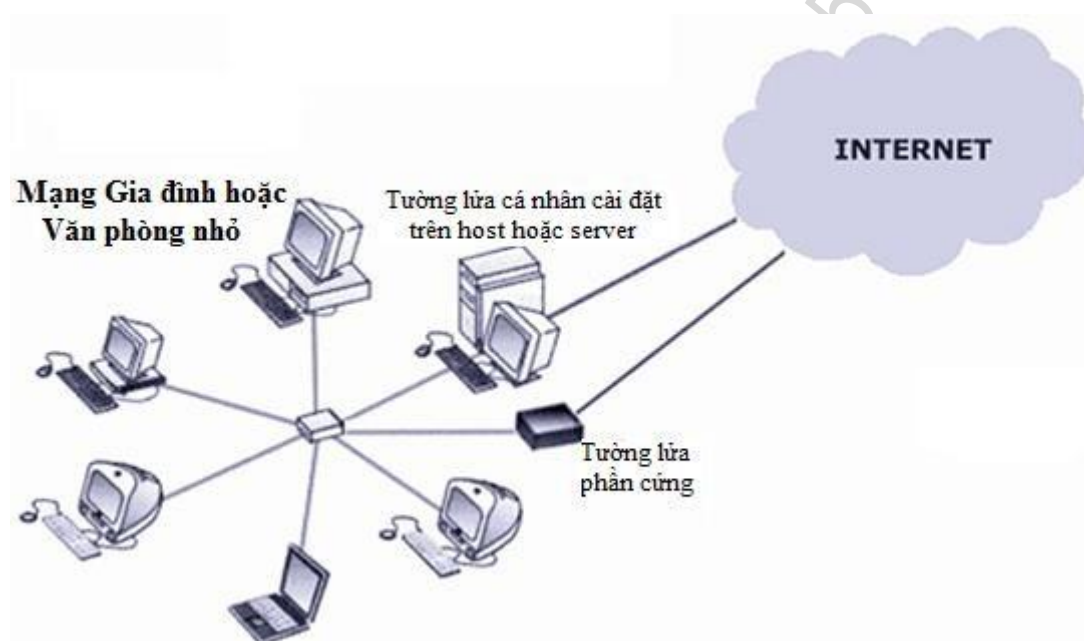 INTERNET
Mạng Gia đình hoặc
Văn phòng nhỏ
Tường lửa cá nhân cài đặt
trên host hoặc server
Tường lửa
phần cứng